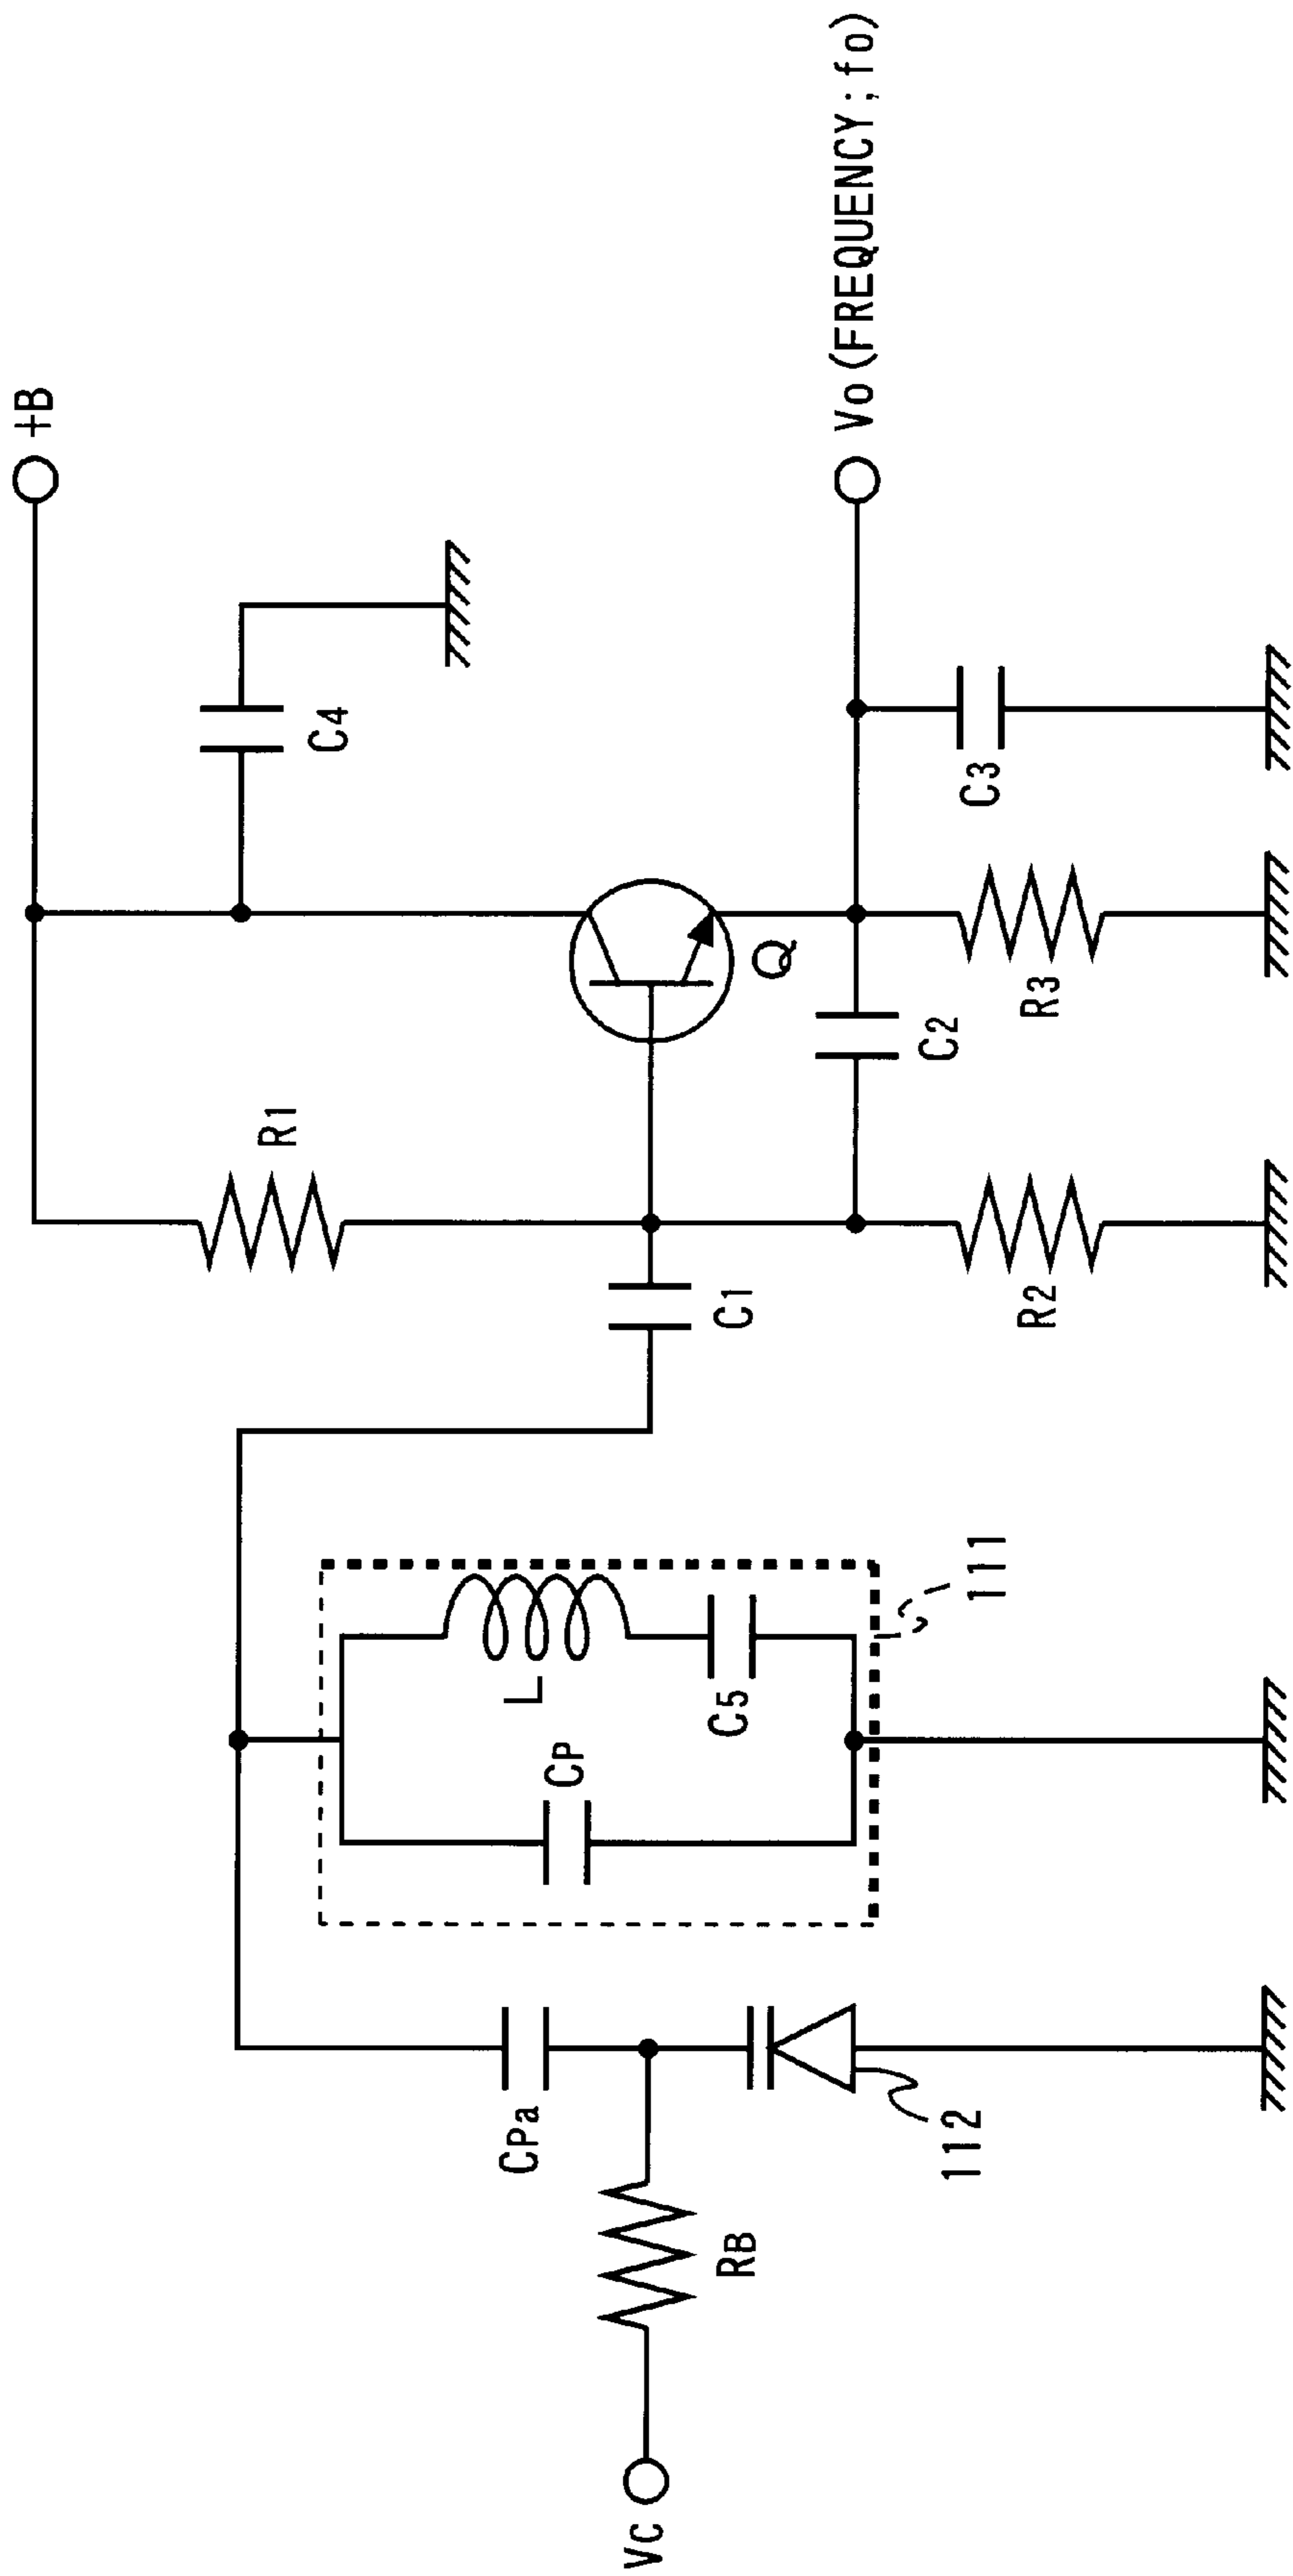 +B
C4
R1
Q
Vo(FREQUENCY;fo)
C1
C2
C3
R3
R2
L
CP
C5
111
CPa
RB
Vc
112